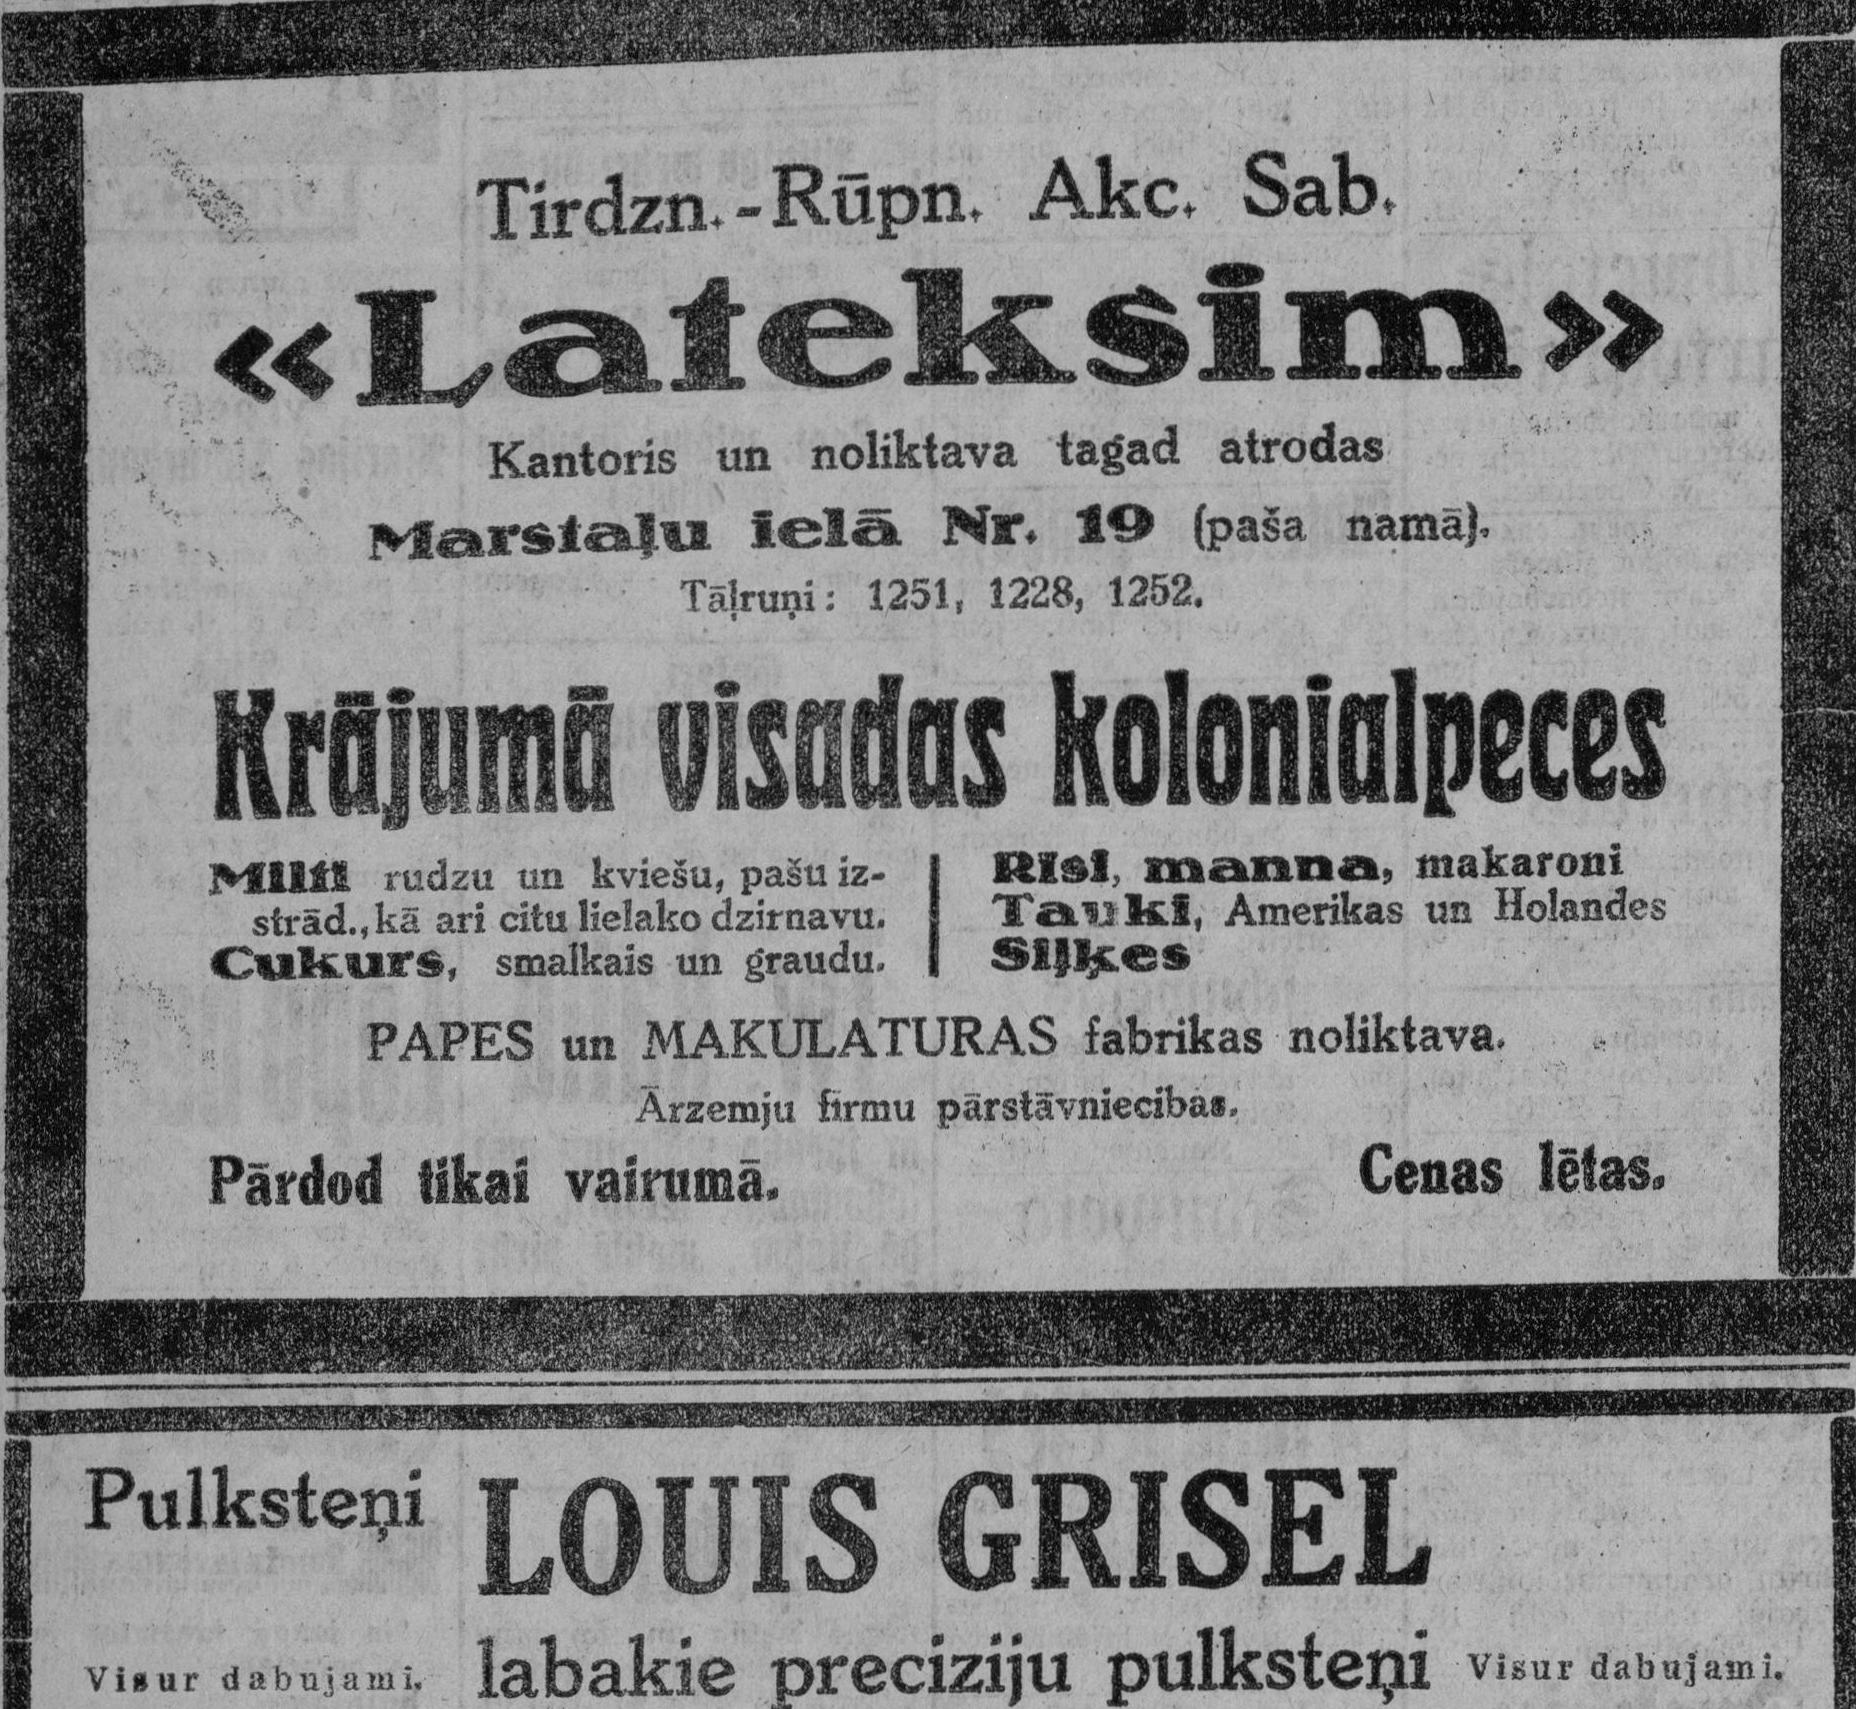 Tirdzn.-Rūpn. Akc. Sab.
«Lateksim»
Kantoris un noliktava tagad atrodas
Marstaļu ielā Nr. 19 (paša namā).
Tāļruņi: 1251, 1228, 1252.
Krājumā visadas kolonialpeces
Milti rudzu un kviešu, pašu iz-
strād., kā ari citu lielako dzirnavu.
Cukurs, smalkais un graudu.
Rīsi, manna, makaroni
Tauki, Amerikas un Holandes
Siļķes
PAPES un MAKULATURAS fabrikas noliktava.
Ārzemju firmu pārstāvniecibas.
Pārdod tikai vairumā. Cenas lētas.
Pulksteņi LOUIS GRISEL
Visur dabujami. labakie preciziju pulksteņi Visur dabujami.